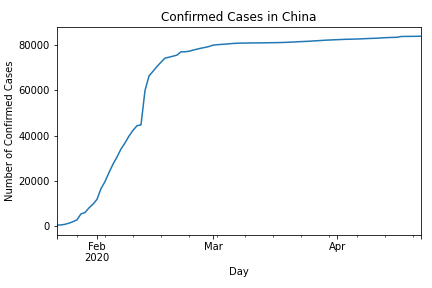 Confirmed Cases in China
80000
60000
40000
20000
0
Number of Confirmed Cases
Feb
2020
Mar
Apr
Day